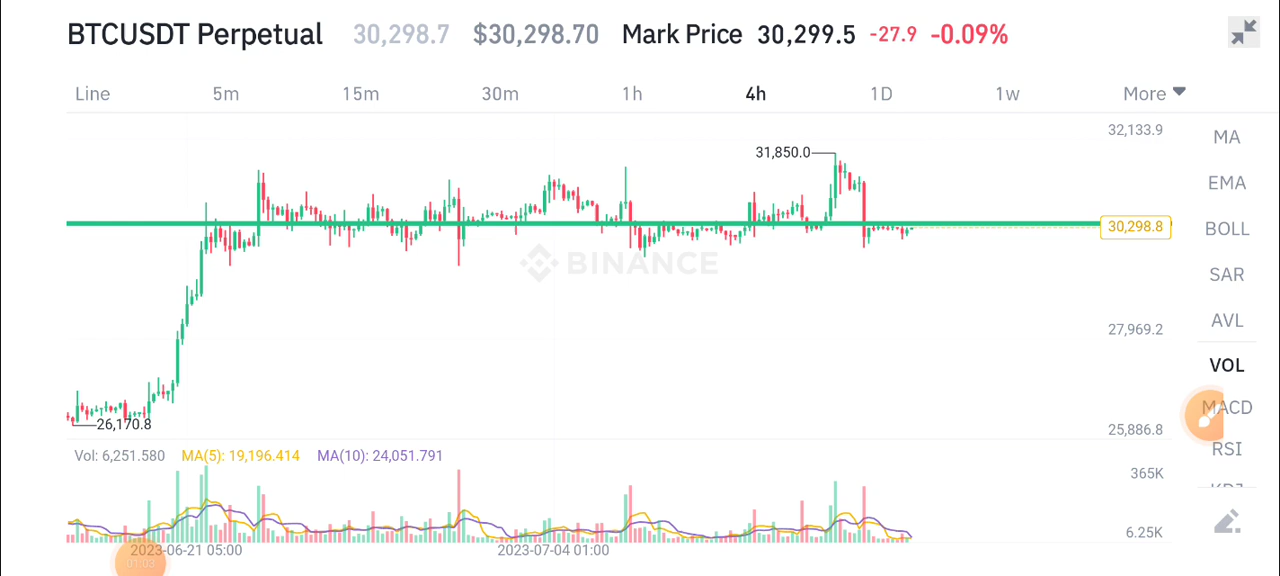 BTCUSDT Perpetual 30,298.7 $30,298.70 Mark Price 30,299.5 -27.9 -0.09%
Line 5m 15m 30m 1h 4h 1D 1w More
32,133.9
MA
31,850.0
EMA
30,298.8
BOLL
BINANCE
SAR
AVL
27,969.2
VOL
MACD
26,170.8
25,886.8
RSI
Vol: 6,251.580 MA(5): 19,196.414 MA(10): 24,051.791
365K
6.25K
2023-06-21 05:00 2023-07-04 01:00
01:03